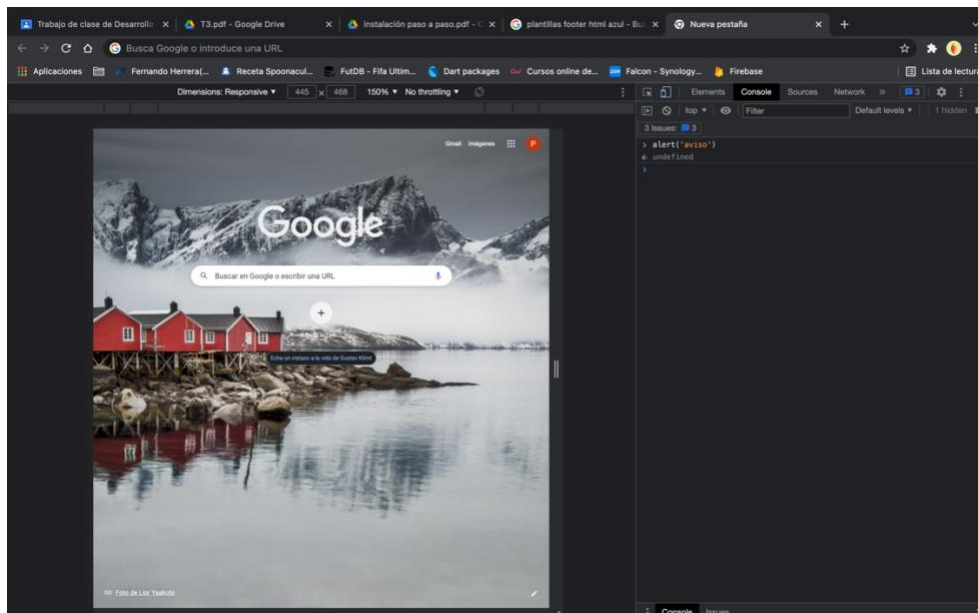 Trabajo de clase de Desarrollo
T3.pdf - Google Drive
instalación paso a paso.pdf -
plantillas footer html azul - Bu
Nueva pestaña
Busca Google o introduce una URL
Aplicaciones
Fernando Herrera(...
Receta Spoonacul...
FutDB - Fifa Ultim...
Dart packages
Cursos online de...
Falcon - Synology...
Firebase
Lista de lectura
Dimensions: Responsive 445 x 468 150% No throttling
Elements Console Sources Network » 3
top Filter Default levels 1 hidden
3 Issues: 3
> alert('aviso')
undefined
>
Gmail Imágenes P
Google
Buscar en Google o escribir una URL
+
Echa un vistazo a la vida de Gustav Klimt
Foto de Lior Yaakobi
Console Issues